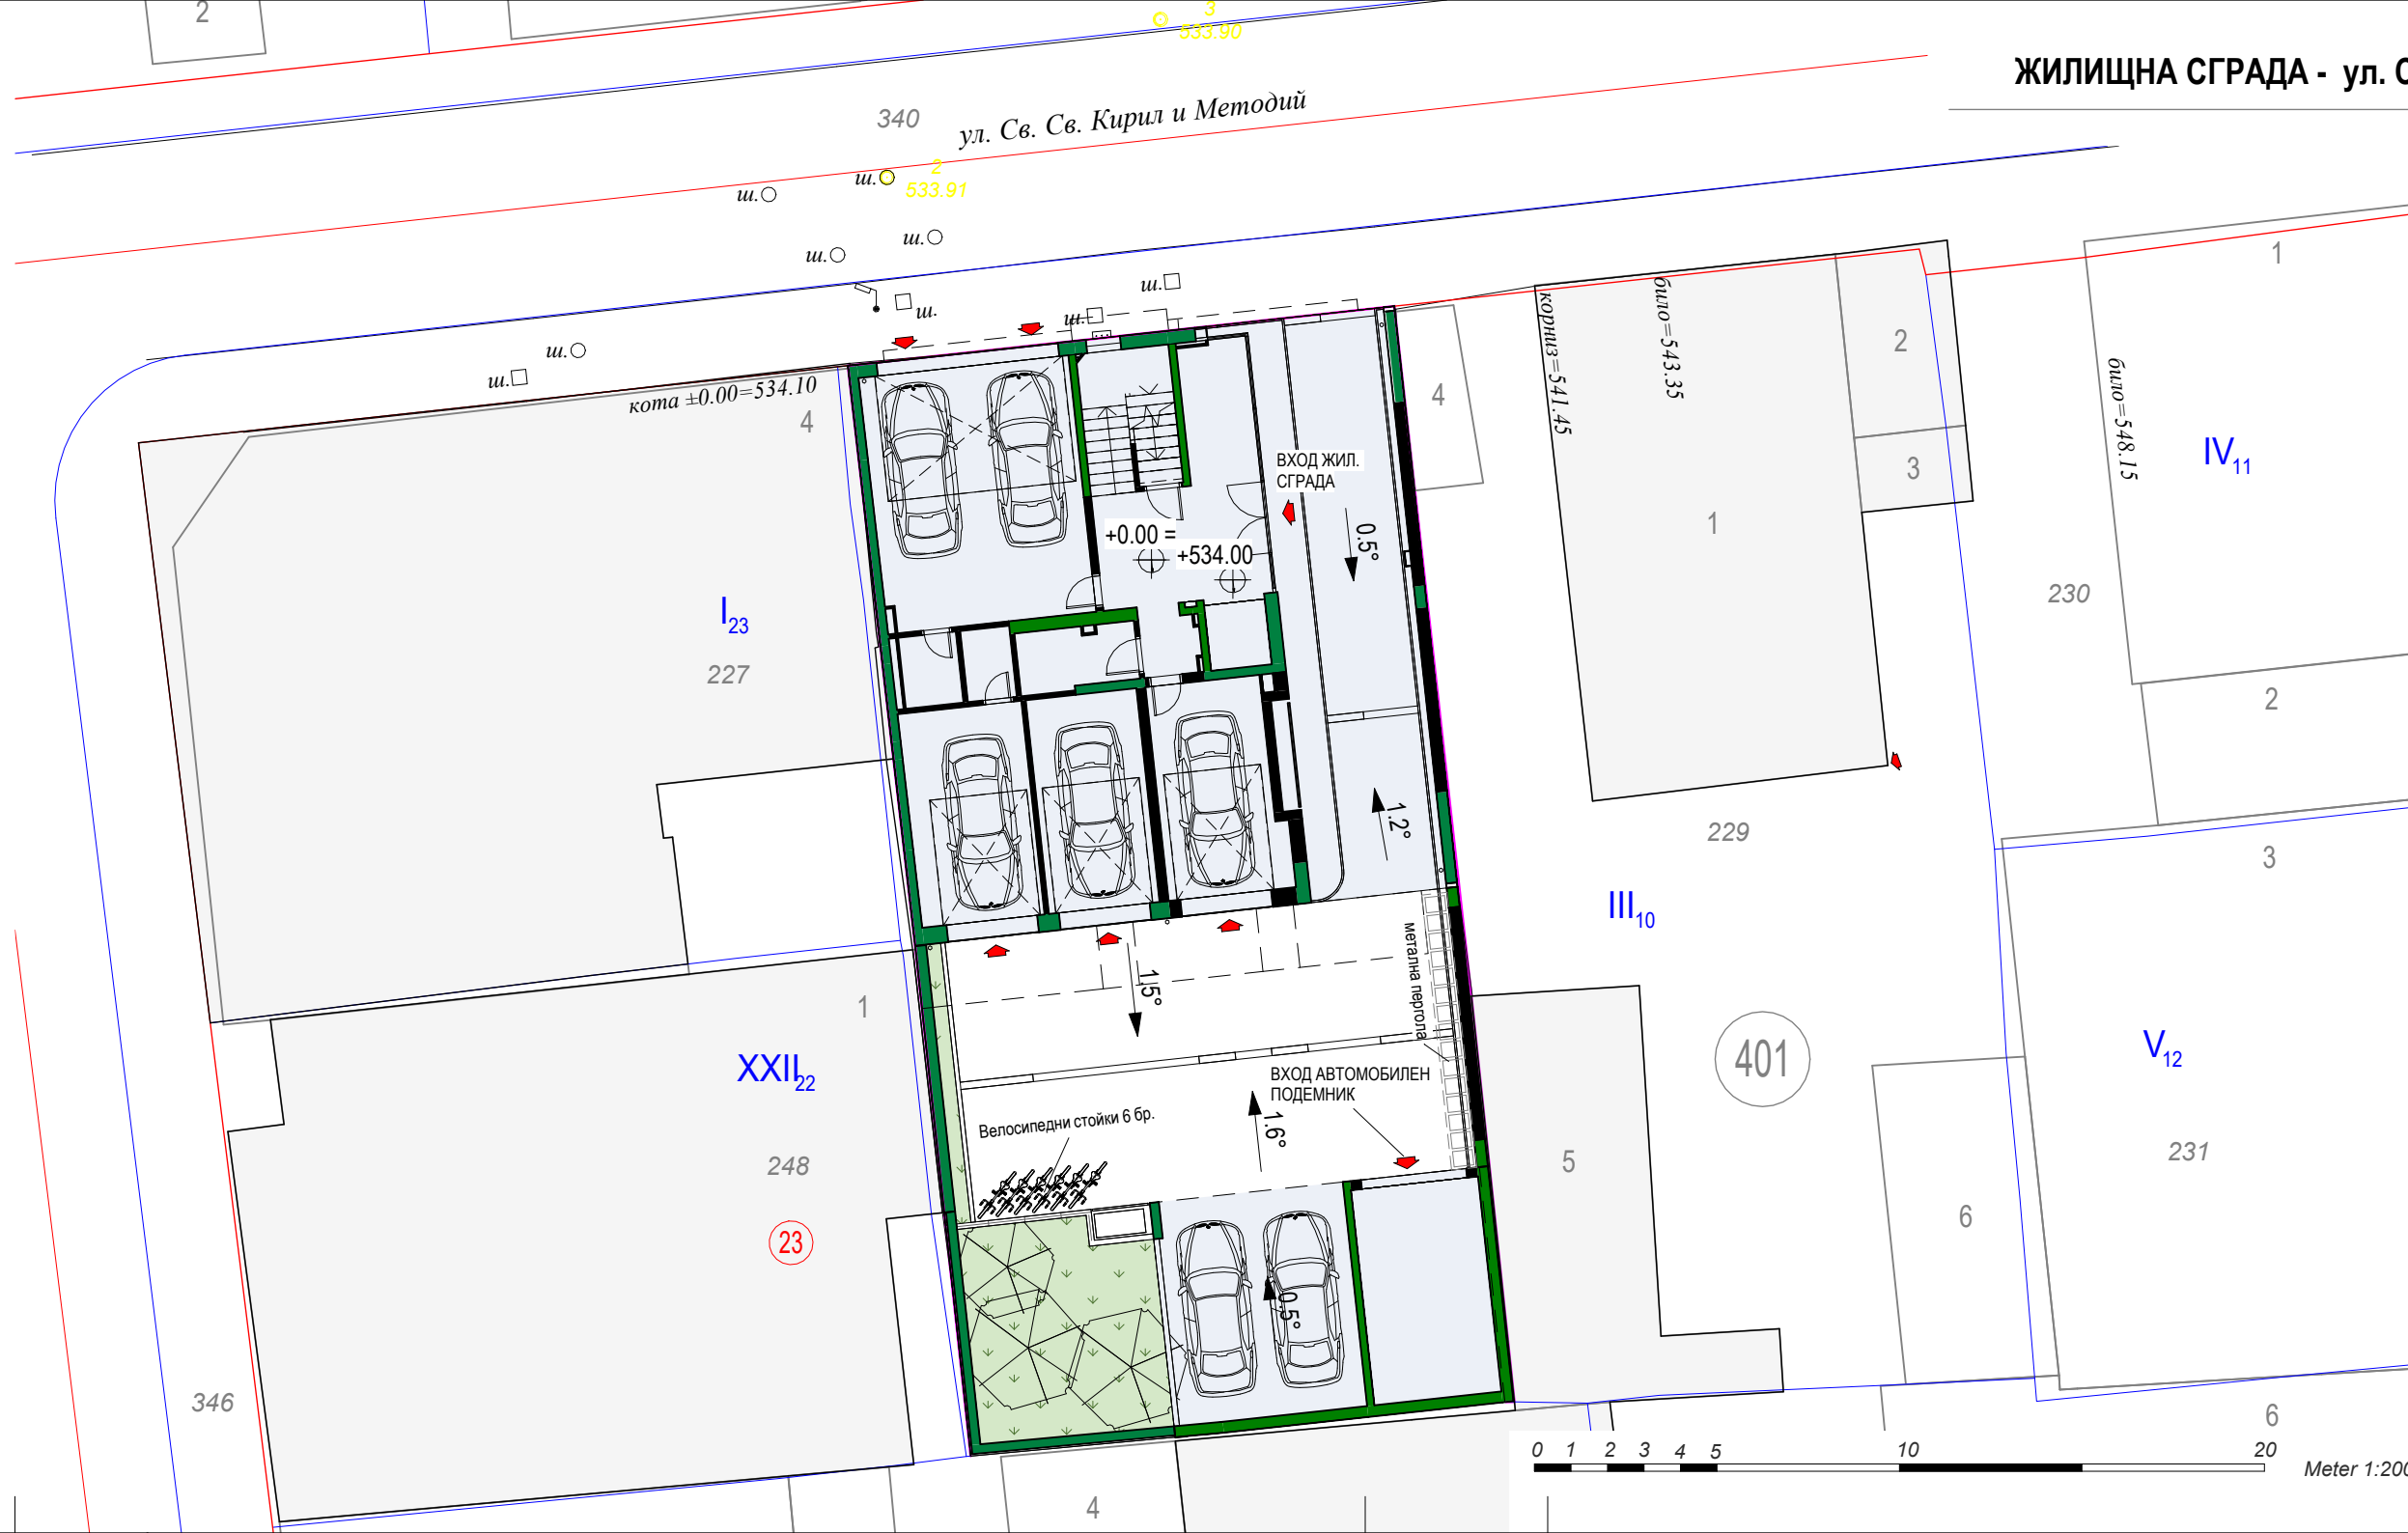 2
3
533.90
ЖИЛИЩНА СГРАДА - ул. С
340
ул. Св. Св. Кирил и Методий
ш.
2
533.91
ш.
ш.
ш.
ш.
ш.
ш.
ш.
ш.
кота ±0.00=534.10
4
4
корниз=541.45
било=543.35
2
3
1
1
било=548.15
IV11
ВХОД ЖИЛ.
СГРАДА
0.5°
+0.00 =
+534.00
I23
227
230
2
1.2°
229
3
III10
метална пергола
1.5°
1
XXII22
401
V12
ВХОД АВТОМОБИЛЕН
ПОДЕМНИК
Велосипедни стойки 6 бр.
1.6°
248
5
231
6
23
0.5°
346
6
4
0 1 2 3 4 5 10 20
Meter 1:200